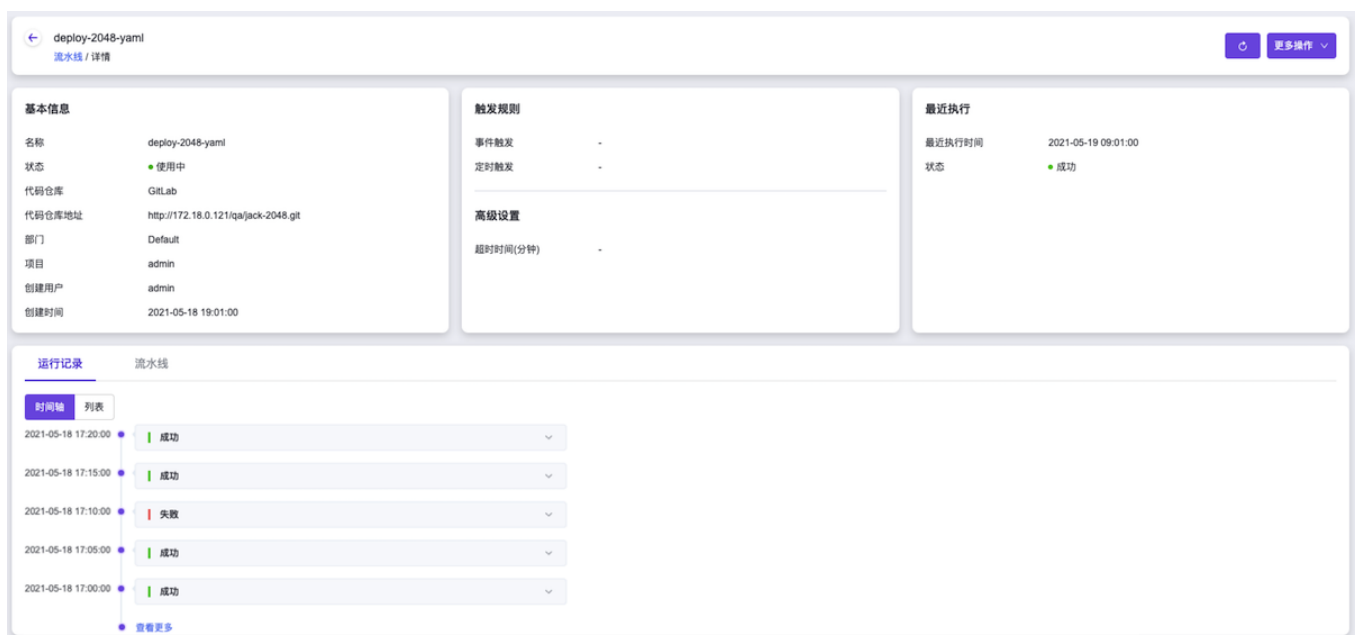 deploy-2048-yaml
流水线 / 详情
更多操作
基本信息
名称 deploy-2048-yaml
状态 使用中
代码仓库 GitLab
代码仓库地址 http://172.18.0.121/qa/jack-2048.git
部门 Default
项目 admin
创建用户 admin
创建时间 2021-05-18 19:01:00
触发规则
事件触发 -
定时触发 -
高级设置
超时时间(分钟) -
最近执行
最近执行时间 2021-05-19 09:01:00
状态 成功
运行记录 流水线
时间轴 列表
2021-05-18 17:20:00 成功
2021-05-18 17:15:00 成功
2021-05-18 17:10:00 失败
2021-05-18 17:05:00 成功
2021-05-18 17:00:00 成功
查看更多